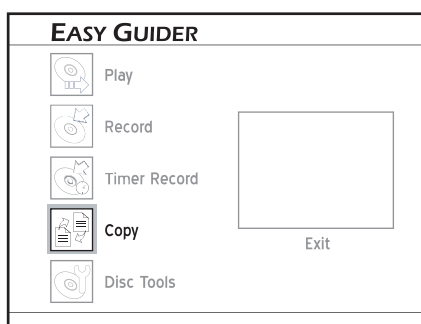 EASY GUIDER
Play
Record
Timer Record
Copy
Exit
Disc Tools